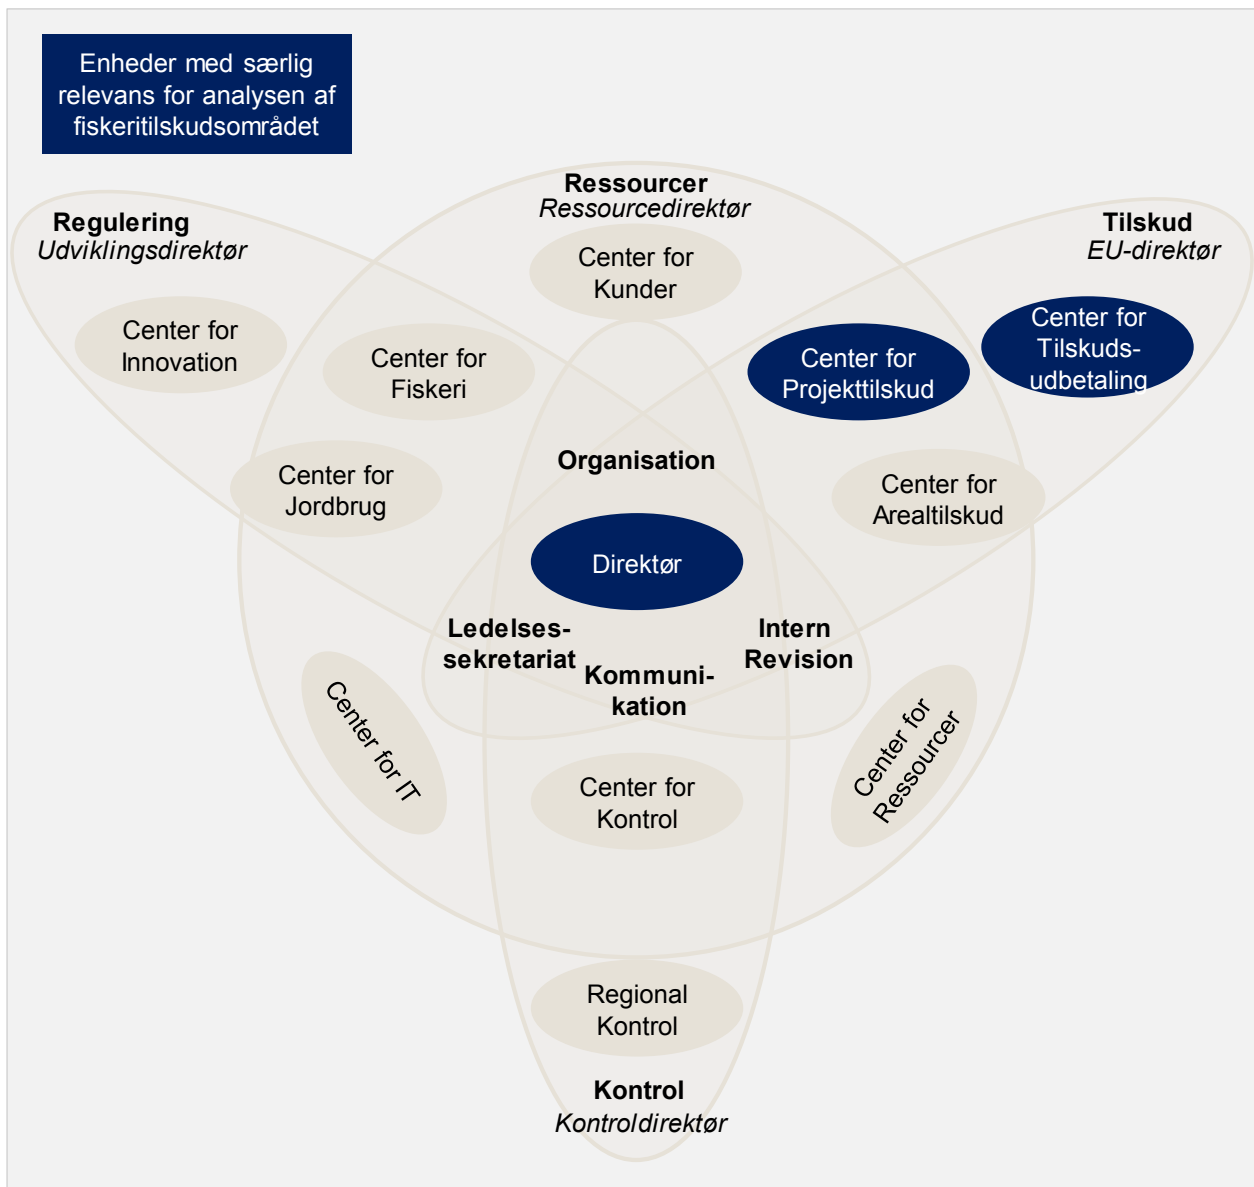 Enheder med særlig
relevans for analysen af
fiskeritilskudsområdet
Ressourcer
Ressourcedirektør
Regulering
Udviklingsdirektør
Tilskud
EU-direktør
Center for
Kunder
Center for
Innovation
Center for
Fiskeri
Center for
Projekttilskud
Center for
Tilskuds-
udbetaling
Center for
Jordbrug
Organisation
Center for
Arealtilskud
Direktør
Ledelses-
sekretariat
Intern
Revision
Kommuni-
kation
Center for IT
Center for
Kontrol
Center for
Ressourcer
Regional
Kontrol
Kontrol
Kontroldirektør